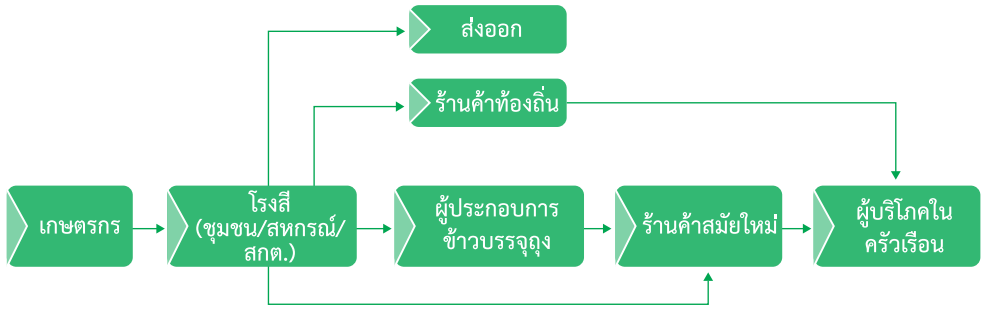 ส่งออก
ร้านค้าท้องถิ่น
เกษตรกร
โรงสี
(ชุมชน/สหกรณ์/
สกต.)
ผู้ประกอบการ
ข้าวบรรจุถุง
ร้านค้าสมัยใหม่
ผู้บริโภคใน
ครัวเรือน